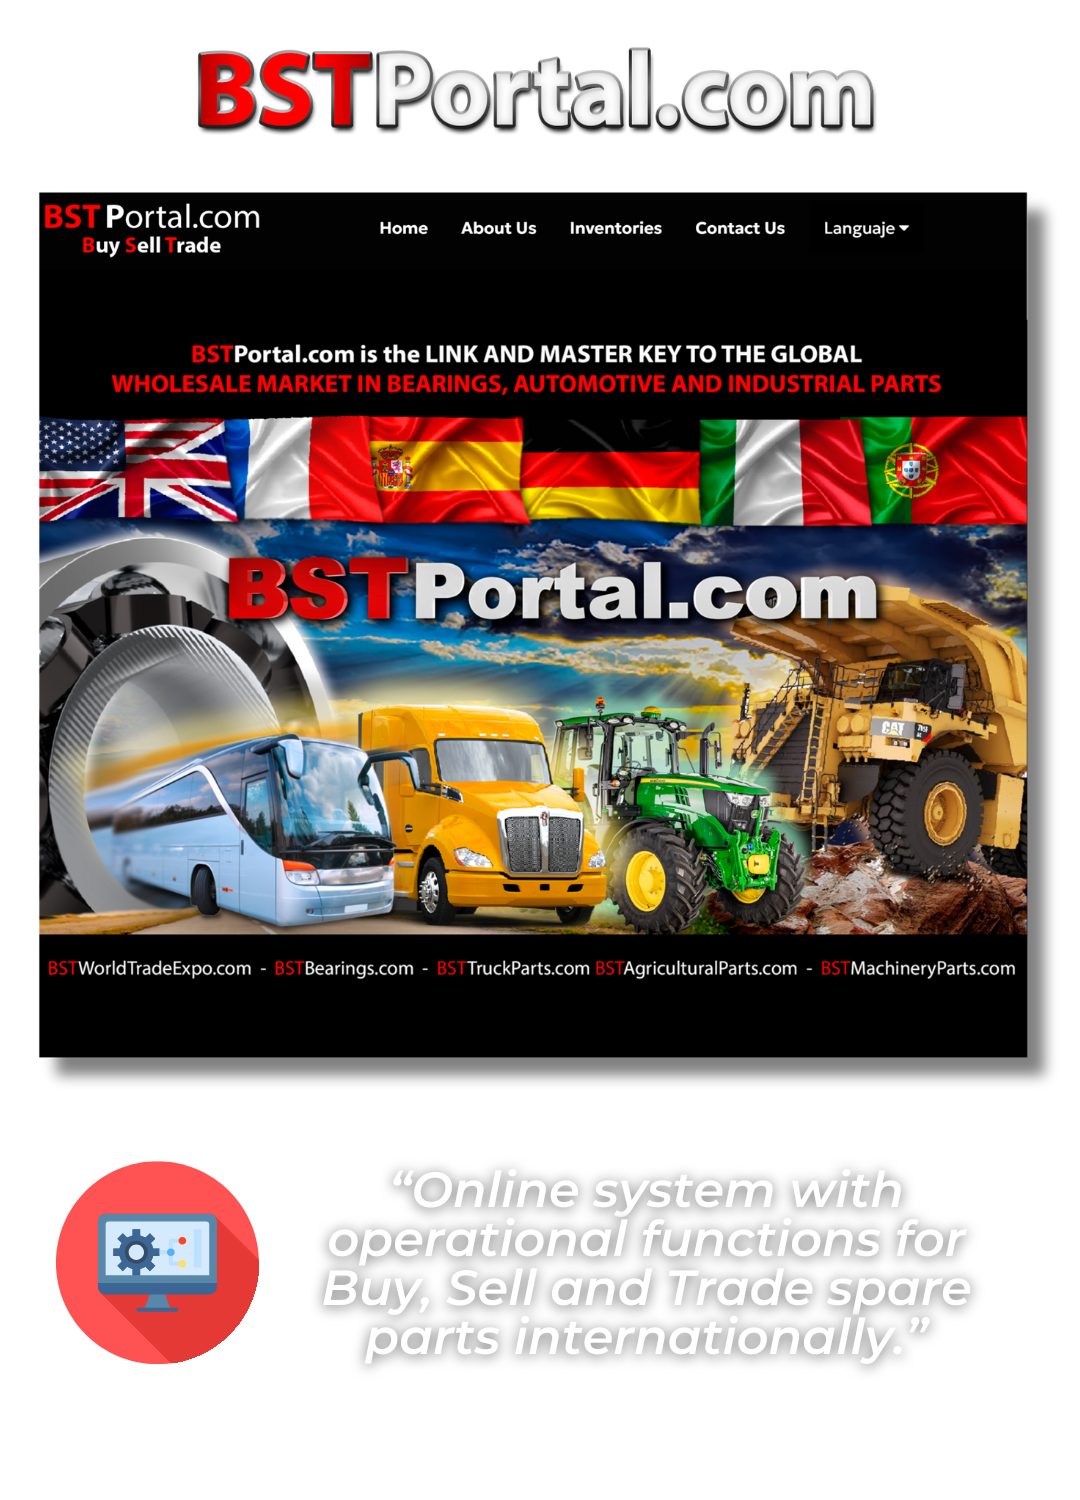 BSTPortal.com
BST Portal.com
Buy Sell Trade
Home About Us Inventories Contact Us Languaje
BSTPortal.com is the LINK AND MASTER KEY TO THE GLOBAL
WHOLESALE MARKET IN BEARINGS, AUTOMOTIVE AND INDUSTRIAL PARTS
BSTPortal.com
CAT
BSTWorldTradeExpo.com - BSTBearings.com - BSTTruckParts.com BSTAgriculturalParts.com - BSTMachineryParts.com
“Online system with
operational functions for
Buy, Sell and Trade spare
parts internationally.”